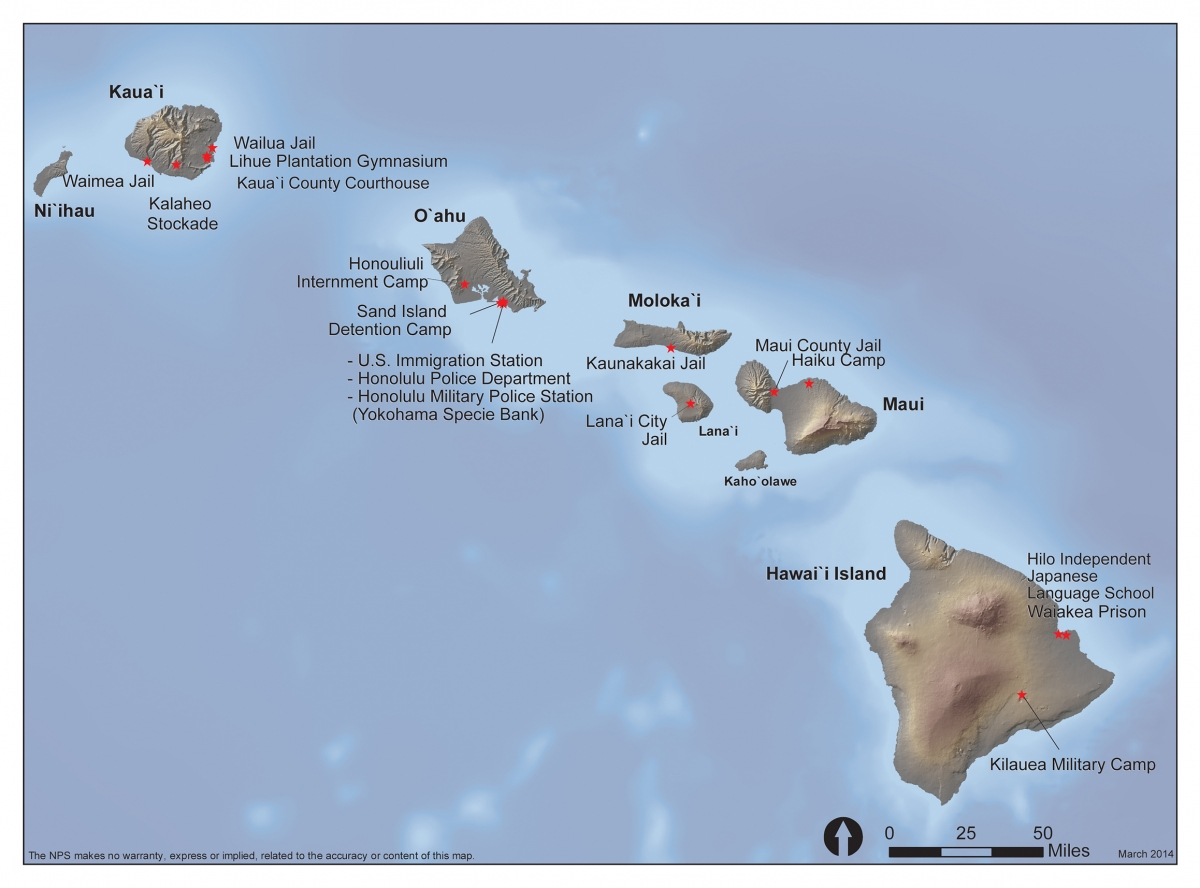 Kaua`i
Wailua Jail
Lihue Plantation Gymnasium
Waimea Jail
Kaua`i County Courthouse
Ni`ihau
Kalaheo
Stockade
O`ahu
Honouliuli
Internment Camp
Sand Island
Detention Camp
- U.S. Immigration Station
- Honolulu Police Department
- Honolulu Military Police Station
(Yokohama Specie Bank)
Moloka`i
Kaunakakai Jail
Maui County Jail
Haiku Camp
Maui
Lana`i City
Jail
Lana`i
Kaho`olawe
Hawai`i Island
Hilo Independent
Japanese
Language School
Waiakea Prison
Kilauea Military Camp
0 25 50
Miles
The NPS makes no warranty, express or implied, related to the accuracy or content of this map.
March 2014